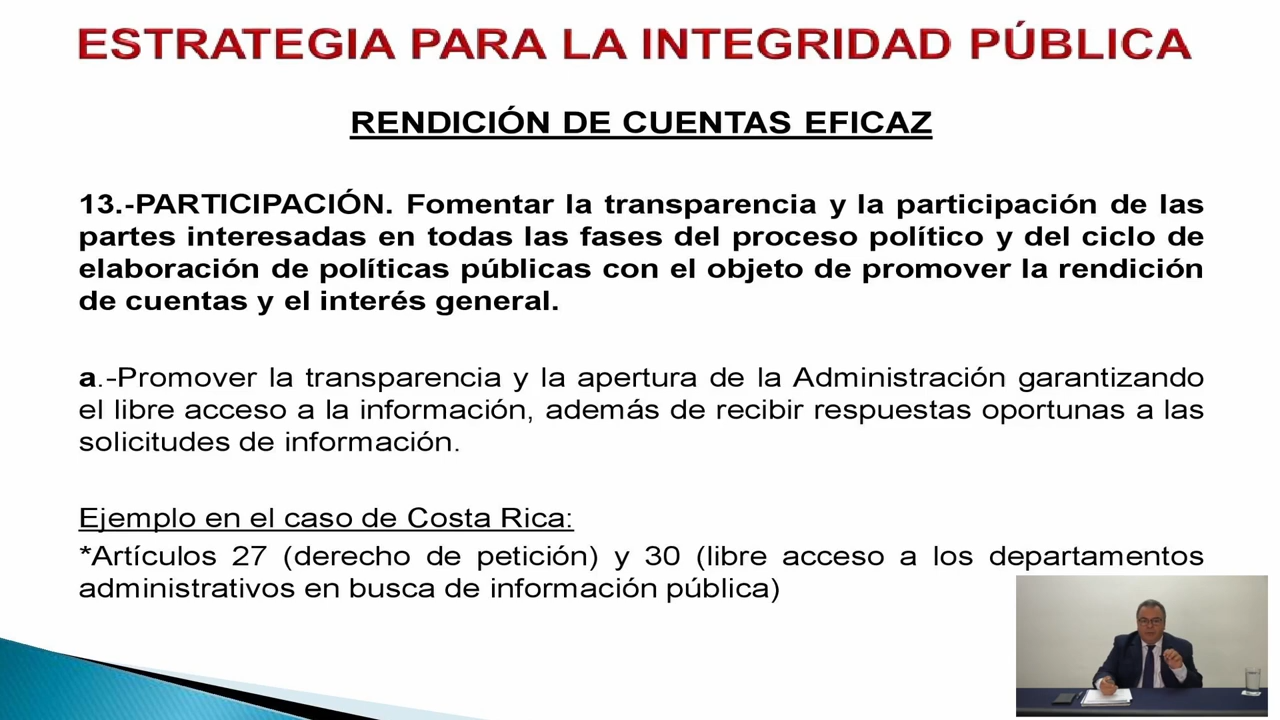 ESTRATEGIA PARA LA INTEGRIDAD PÚBLICA
RENDICIÓN DE CUENTAS EFICAZ
13.-PARTICIPACIÓN. Fomentar la transparencia y la participación de las
partes interesadas en todas las fases del proceso político y del ciclo de
elaboración de políticas públicas con el objeto de promover la rendición
de cuentas y el interés general.
a.-Promover la transparencia y la apertura de la Administración garantizando
el libre acceso a la información, además de recibir respuestas oportunas a las
solicitudes de información.
Ejemplo en el caso de Costa Rica:
*Artículos 27 (derecho de petición) y 30 (libre acceso a los departamentos
administrativos en busca de información pública)